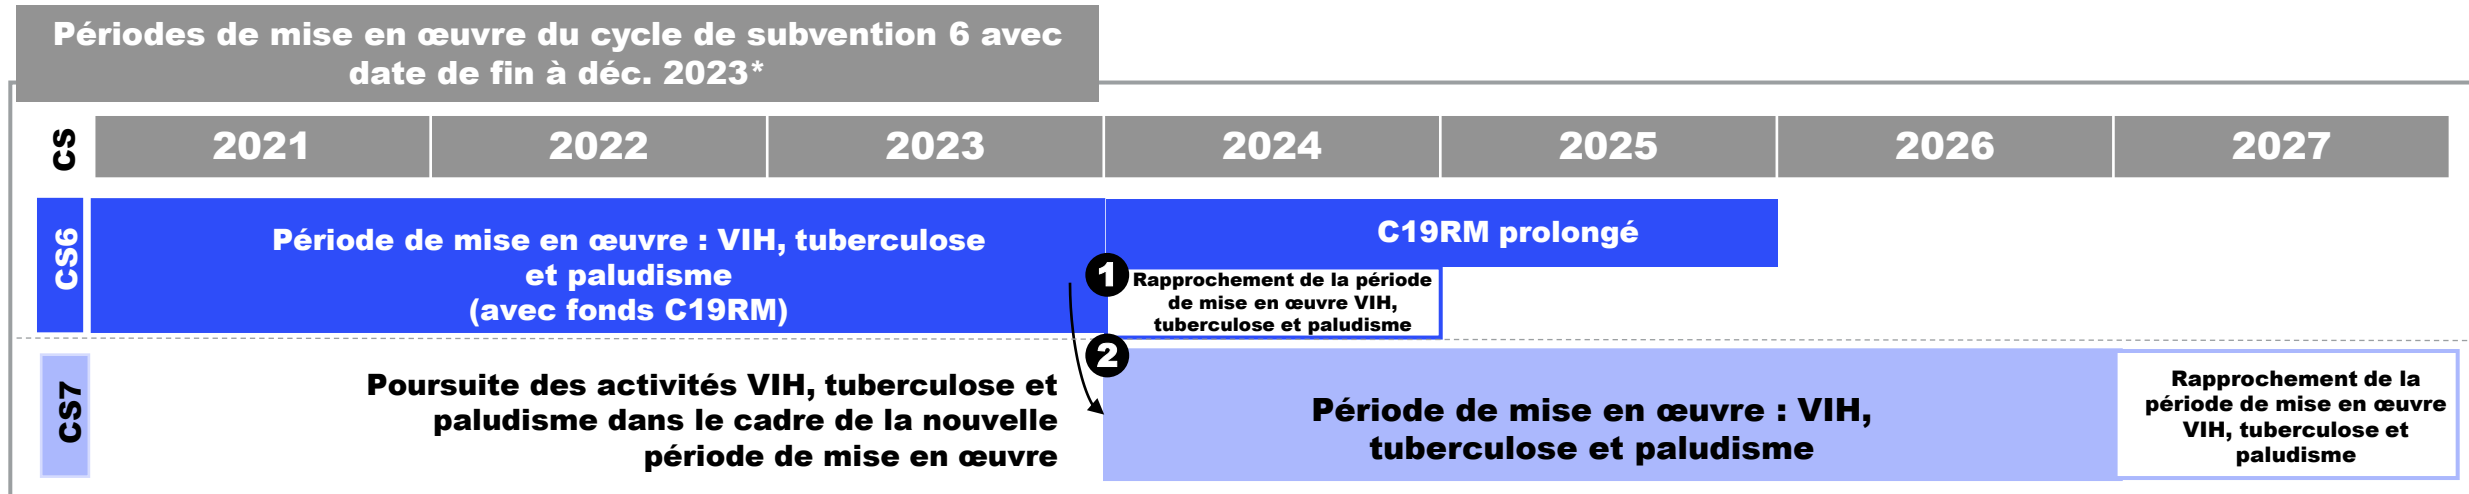 Périodes de mise en œuvre du cycle de subvention 6 avec
date de fin à déc. 2023*
CS
2021
2022
2023
2024
2025
2026
2027
CS6
Période de mise en œuvre : VIH, tuberculose
et paludisme
(avec fonds C19RM)
C19RM prolongé
1
Rapprochement de la période
de mise en œuvre VIH,
tuberculose et paludisme
2
CS7
Poursuite des activités VIH, tuberculose et
paludisme dans le cadre de la nouvelle
période de mise en œuvre
Période de mise en œuvre : VIH,
tuberculose et paludisme
Rapprochement de la
période de mise en œuvre
VIH, tuberculose et
paludisme